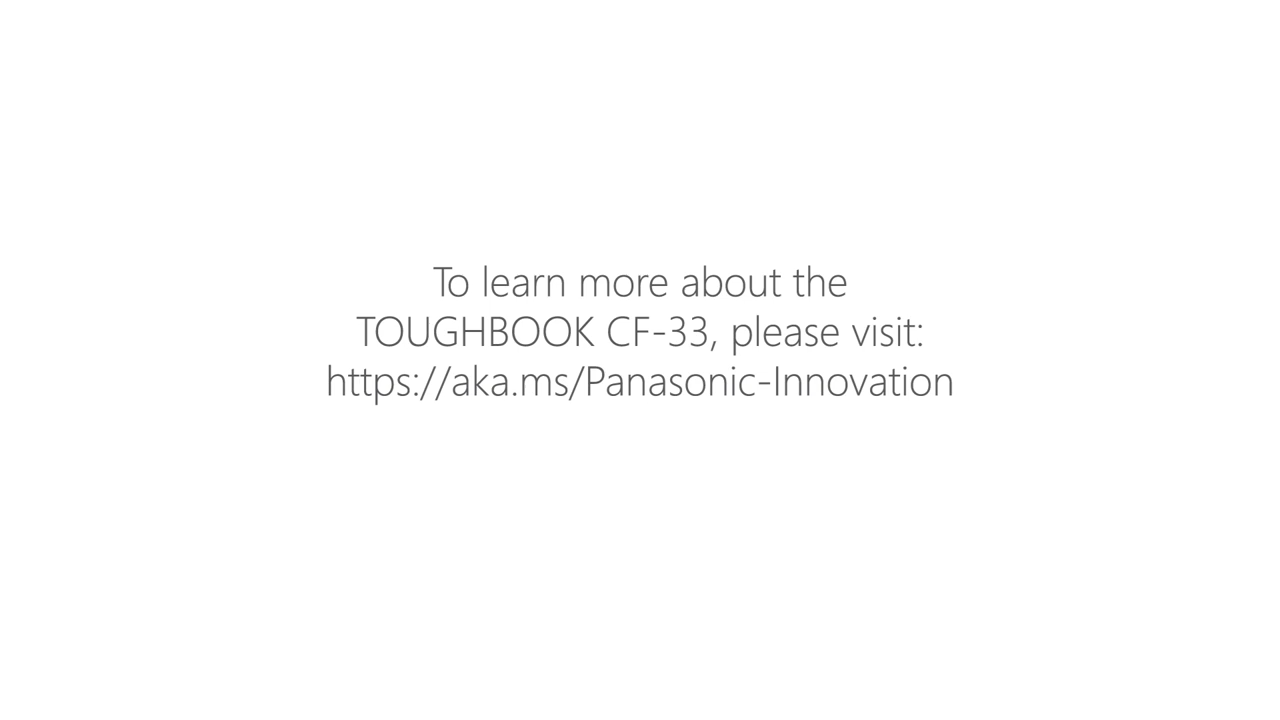 To learn more about the
TOUGHBOOK CF-33, please visit:
https://aka.ms/Panasonic-Innovation